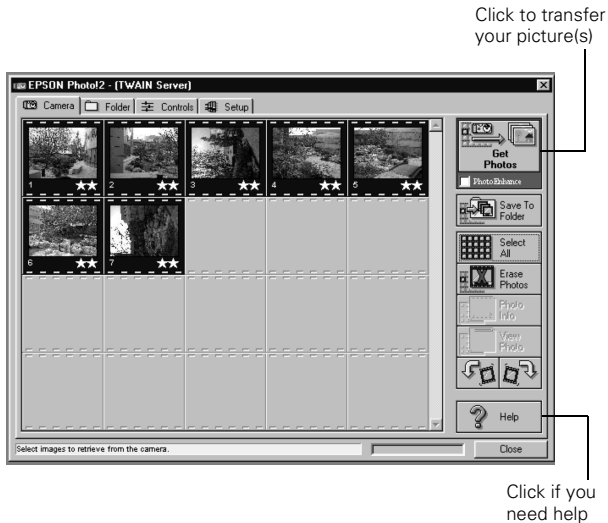 Click to transfer
your picture(s)
EPSON Photo!2 - (TWAIN Server)
Camera Folder Controls Setup
1 2 3 4 5
6 7
Get
Photos
PhotoEnhance
Save To
Folder
Select
All
Erase
Photos
Photo
Info
View
Photo
Help
Select images to retrieve from the camera.
Close
Click if you
need help